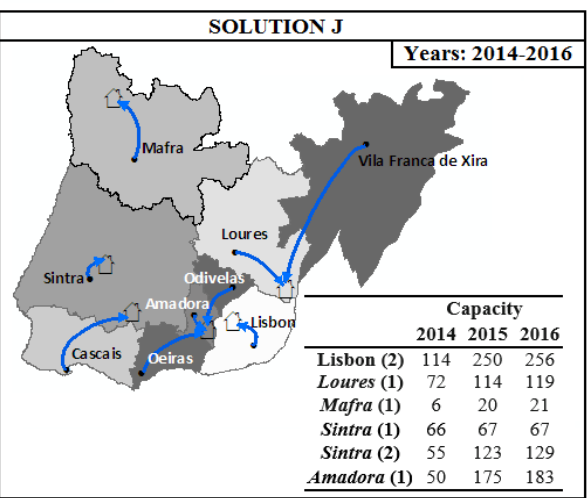 SOLUTION J
Years: 2014-2016
Mafra
Vila Franca de Xira
Loures
Sintra
Odivelas
Amadora
Lisbon
Cascais
Oeiras
Capacity
2014 2015 2016
Lisbon (2) 114 250 256
Loures (1) 72 114 119
Mafra (1) 6 20 21
Sintra (1) 66 67 67
Sintra (2) 55 123 129
Amadora (1) 50 175 183